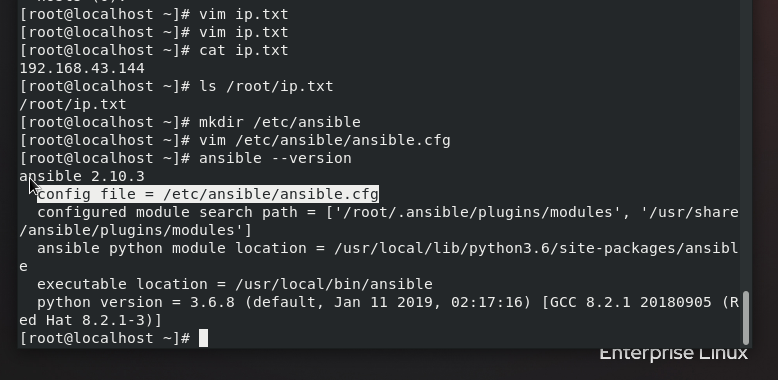 [root@localhost ~]# vim ip.txt
[root@localhost ~]# vim ip.txt
[root@localhost ~]# cat ip.txt
192.168.43.144
[root@localhost ~]# ls /root/ip.txt
/root/ip.txt
[root@localhost ~]# mkdir /etc/ansible
[root@localhost ~]# vim /etc/ansible/ansible.cfg
[root@localhost ~]# ansible --version
ansible 2.10.3
  config file = /etc/ansible/ansible.cfg
  configured module search path = ['/root/.ansible/plugins/modules', '/usr/share
/ansible/plugins/modules']
  ansible python module location = /usr/local/lib/python3.6/site-packages/ansibl
e
  executable location = /usr/local/bin/ansible
  python version = 3.6.8 (default, Jan 11 2019, 02:17:16) [GCC 8.2.1 20180905 (R
ed Hat 8.2.1-3)]
[root@localhost ~]#
Enterprise Linux